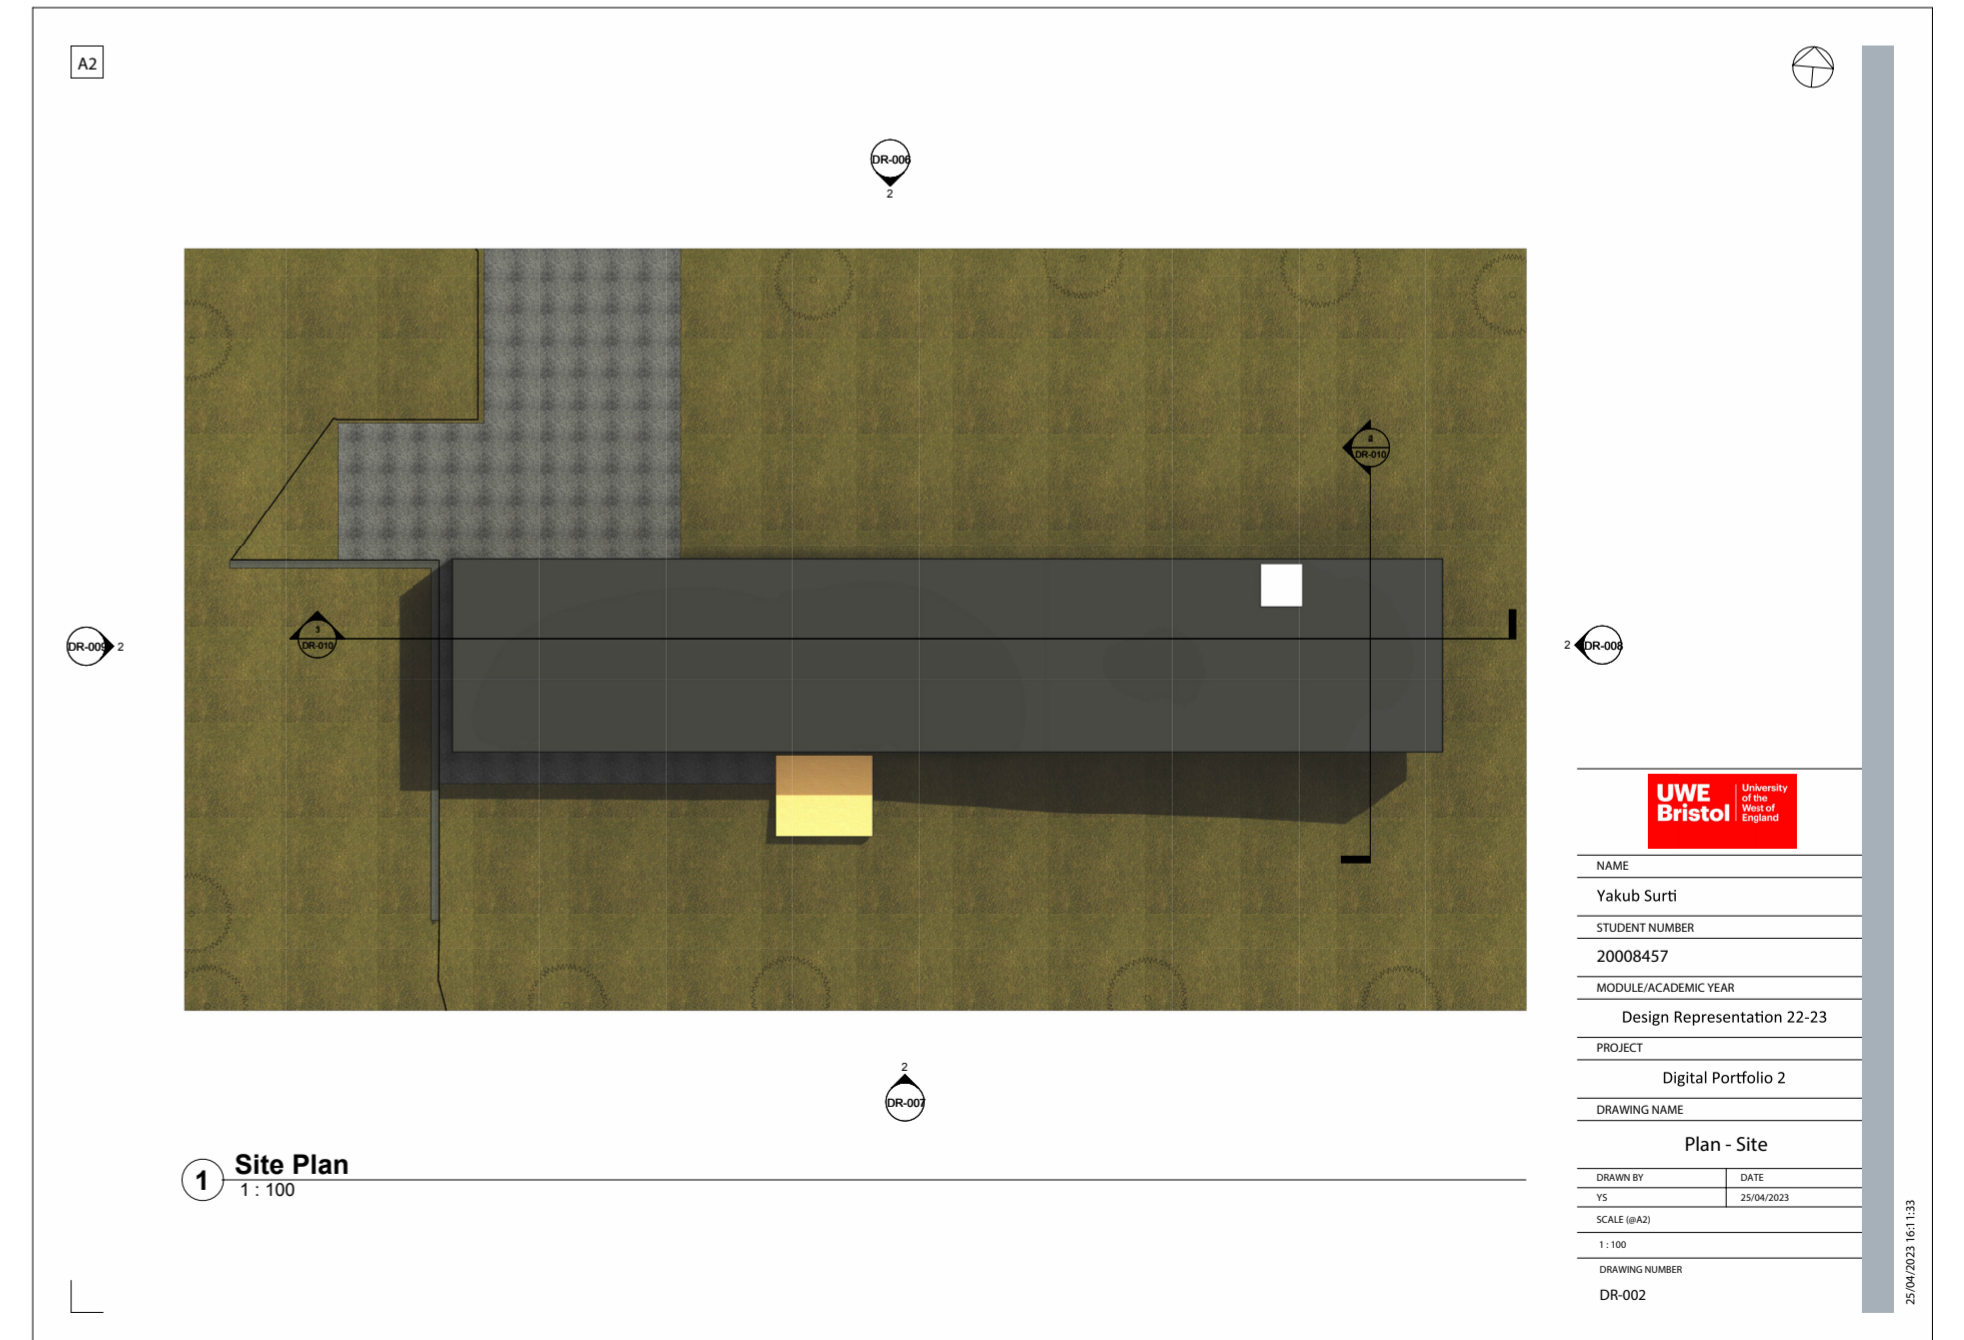 A2
DR-006
2
4
DR-010
3
DR-010
DR-009
2
2
DR-008
2
DR-007
1
Site Plan
1 : 100
UWE
Bristol
University
of the
West of
England
NAME
Yakub Surti
STUDENT NUMBER
20008457
MODULE/ACADEMIC YEAR
Design Representation 22-23
PROJECT
Digital Portfolio 2
DRAWING NAME
Plan - Site
DRAWN BY
DATE
YS
25/04/2023
SCALE (@A2)
1 : 100
DRAWING NUMBER
DR-002
25/04/2023 16:11:33